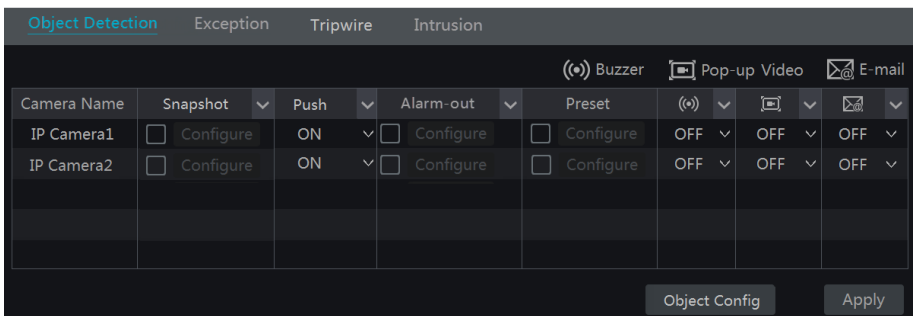 Object Detection Exception Tripwire Intrusion
Buzzer Pop-up Video E-mail
Camera Name Snapshot Push Alarm-out Preset
IP Camera1 Configure ON Configure Configure OFF OFF OFF
IP Camera2 Configure ON Configure Configure OFF OFF OFF
Object Config Apply